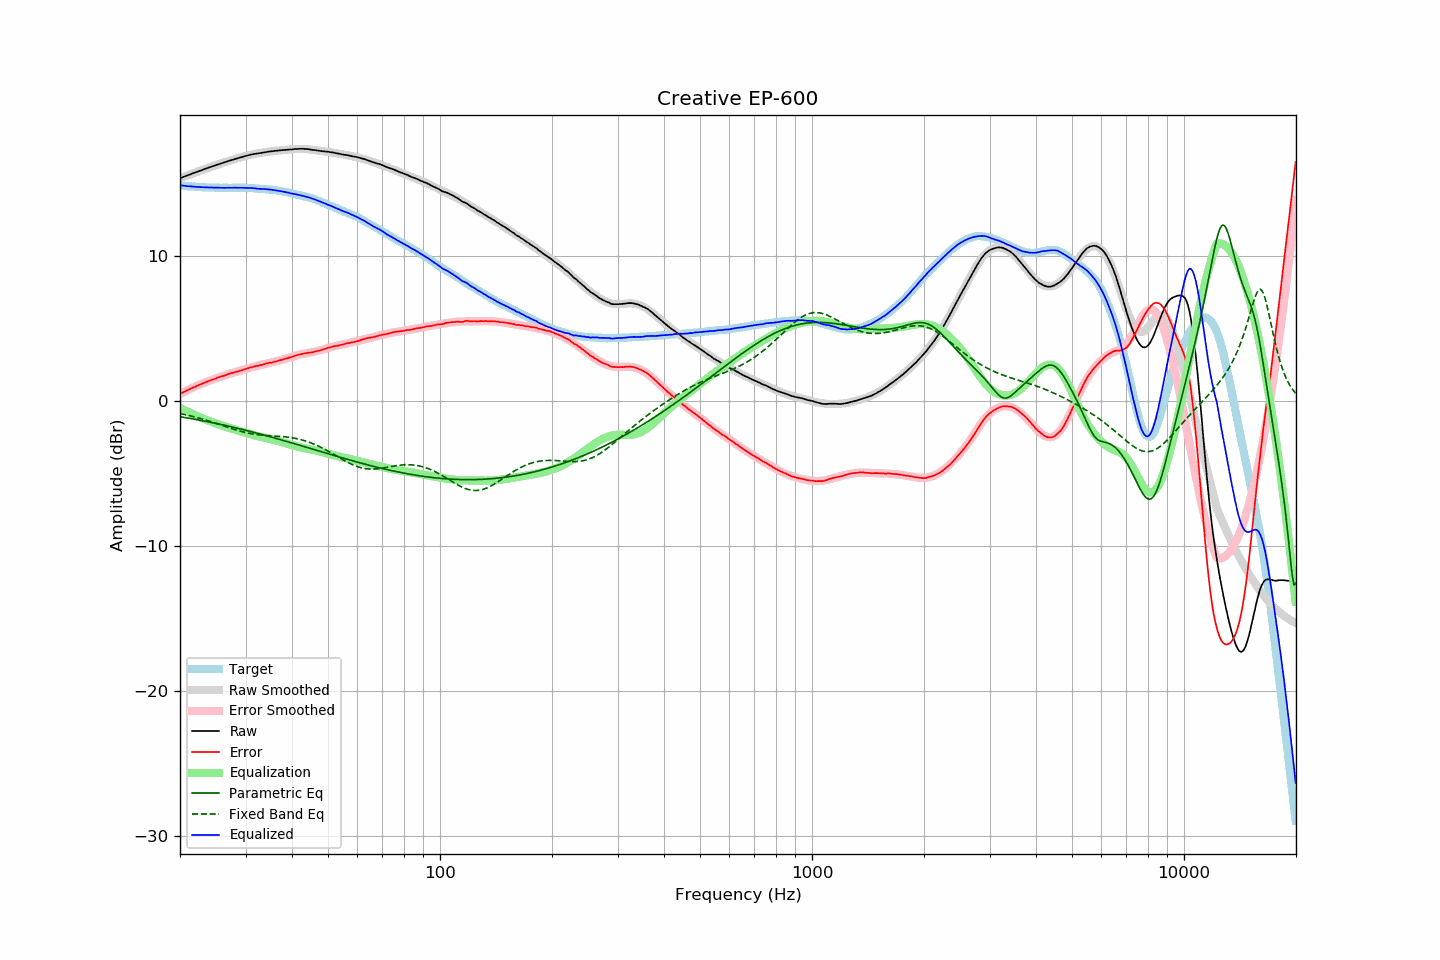 Creative EP-600
Amplitude (dBr)
10
0
−10
−20
−30
Target
Raw Smoothed
Error Smoothed
Raw
Error
Equalization
Parametric Eq
Fixed Band Eq
Equalized
100
1000
10000
Frequency (Hz)